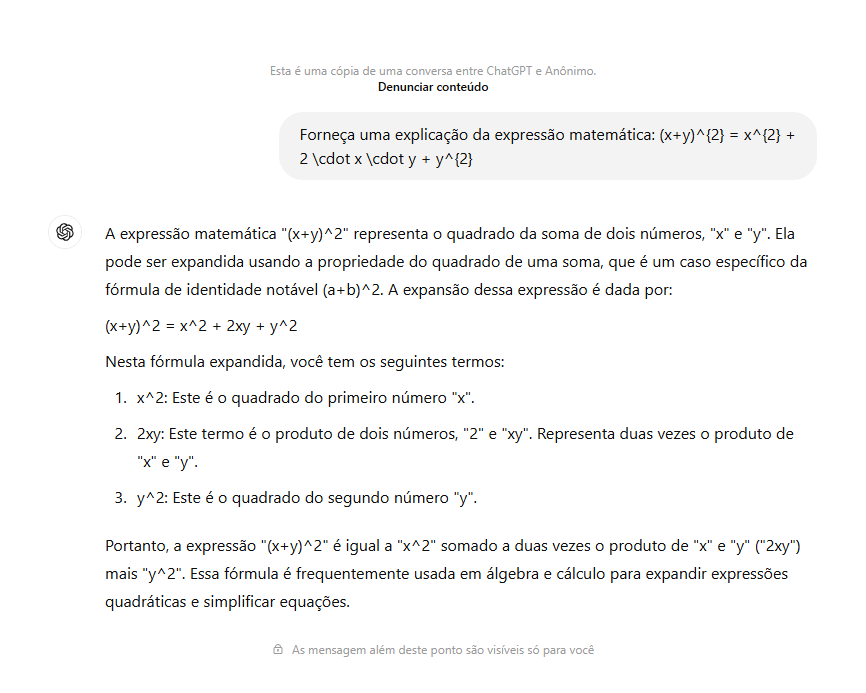 Esta é uma cópia de uma conversa entre ChatGPT e Anônimo.
Denunciar conteúdo
Forneça uma explicação da expressão matemática: (x+y)^{2} = x^{2} +
2 \cdot x \cdot y + y^{2}
A expressão matemática "(x+y)^2" representa o quadrado da soma de dois números, "x" e "y". Ela
pode ser expandida usando a propriedade do quadrado de uma soma, que é um caso específico da
fórmula de identidade notável (a+b)^2. A expansão dessa expressão é dada por:
(x+y)^2 = x^2 + 2xy + y^2
Nesta fórmula expandida, você tem os seguintes termos:
1. x^2: Este é o quadrado do primeiro número "x".
2. 2xy: Este termo é o produto de dois números, "2" e "xy". Representa duas vezes o produto de
"x" e "y".
3. y^2: Este é o quadrado do segundo número "y".
Portanto, a expressão "(x+y)^2" é igual a "x^2" somado a duas vezes o produto de "x" e "y" ("2xy")
mais "y^2". Essa fórmula é frequentemente usada em álgebra e cálculo para expandir expressões
quadráticas e simplificar equações.
As mensagem além deste ponto são visíveis só para você